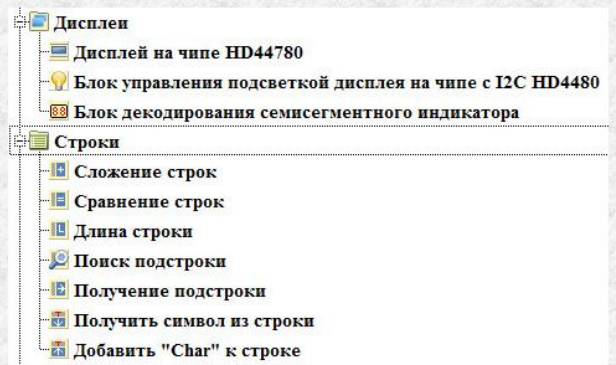 Дисплеи
Дисплей на чипе HD44780
Блок управления подсветкой дисплея на чипе с I2C HD4480
Блок декодирования семисегментного индикатора
Строки
Сложение строк
Сравнение строк
Длина строки
Поиск подстроки
Получение подстроки
Получить символ из строки
Добавить "Char" к строке